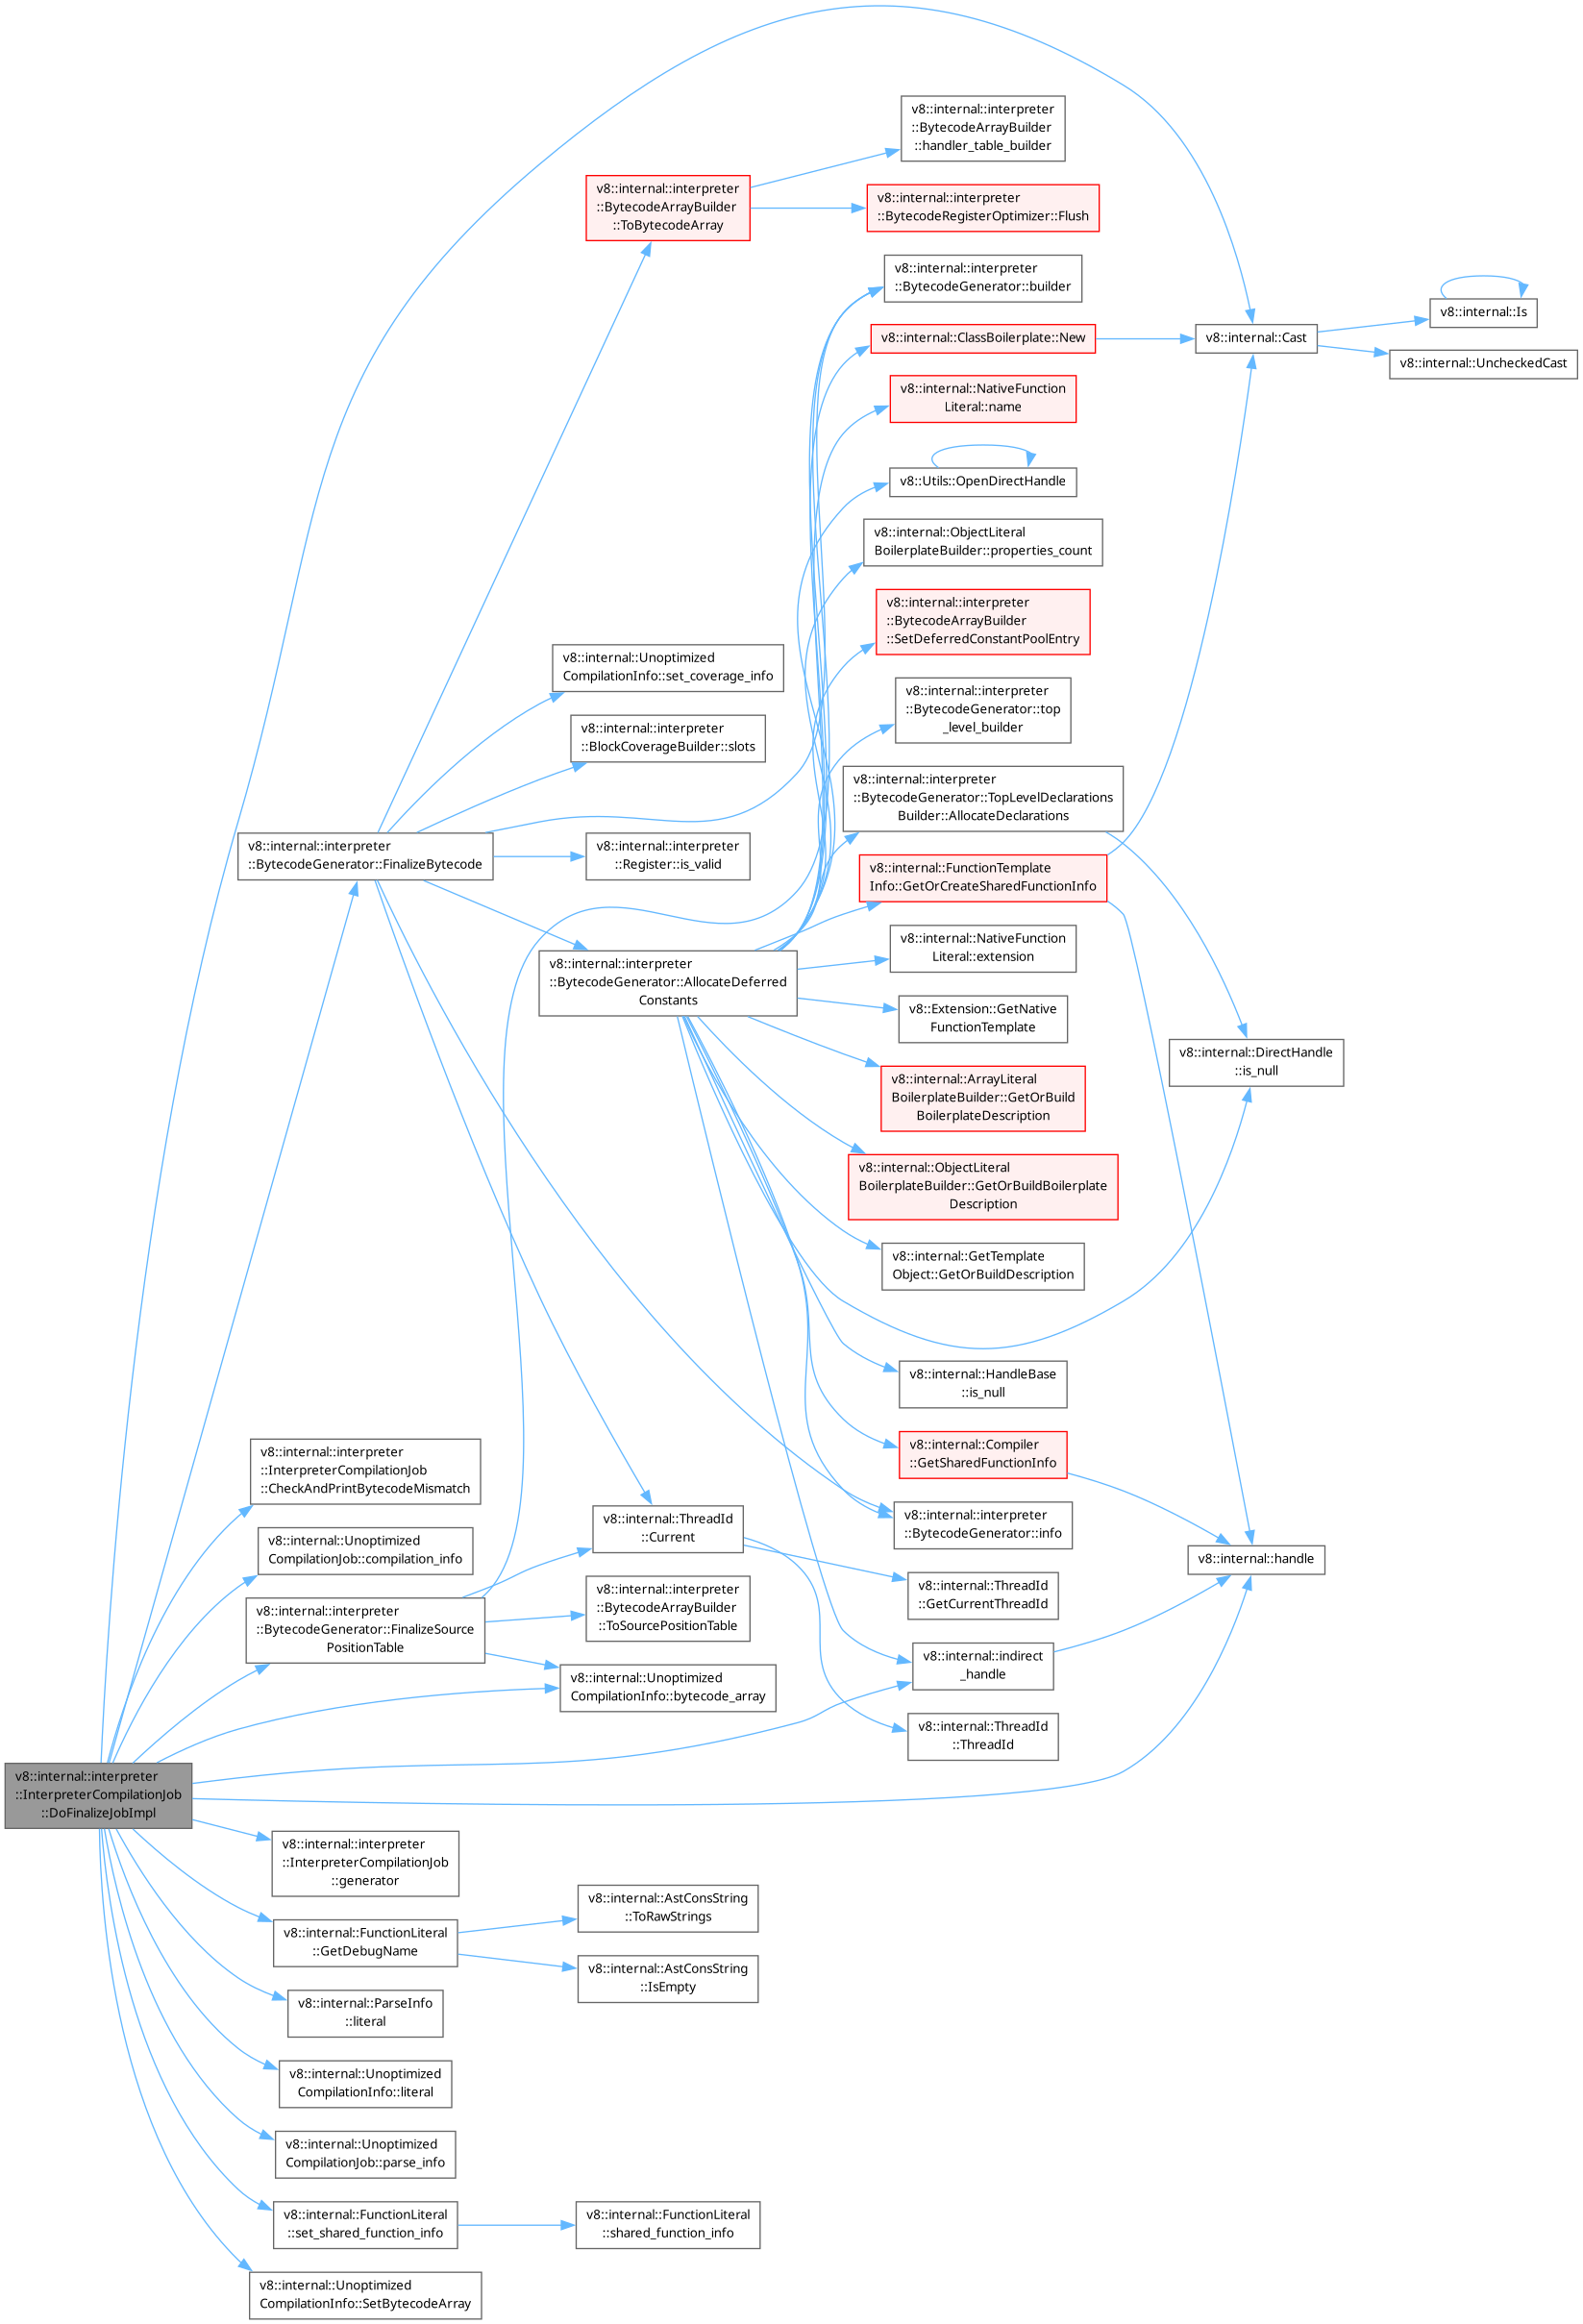 v8::internal::interpreter
::BytecodeArrayBuilder
::handler_table_builder
v8::internal::interpreter
::BytecodeArrayBuilder
::ToBytecodeArray
v8::internal::interpreter
::BytecodeRegisterOptimizer::Flush
v8::internal::interpreter
::BytecodeGenerator::builder
v8::internal::Is
v8::internal::ClassBoilerplate::New
v8::internal::Cast
v8::internal::UncheckedCast
v8::internal::NativeFunction
Literal::name
v8::Utils::OpenDirectHandle
v8::internal::ObjectLiteral
BoilerplateBuilder::properties_count
v8::internal::interpreter
::BytecodeArrayBuilder
::SetDeferredConstantPoolEntry
v8::internal::Unoptimized
CompilationInfo::set_coverage_info
v8::internal::interpreter
::BytecodeGenerator::top
_level_builder
v8::internal::interpreter
::BlockCoverageBuilder::slots
v8::internal::interpreter
::BytecodeGenerator::TopLevelDeclarations
Builder::AllocateDeclarations
v8::internal::interpreter
::BytecodeGenerator::FinalizeBytecode
v8::internal::interpreter
::Register::is_valid
v8::internal::FunctionTemplate
Info::GetOrCreateSharedFunctionInfo
v8::internal::NativeFunction
Literal::extension
v8::internal::interpreter
::BytecodeGenerator::AllocateDeferred
Constants
v8::Extension::GetNative
FunctionTemplate
v8::internal::DirectHandle
::is_null
v8::internal::ArrayLiteral
BoilerplateBuilder::GetOrBuild
BoilerplateDescription
v8::internal::ObjectLiteral
BoilerplateBuilder::GetOrBuildBoilerplate
Description
v8::internal::GetTemplate
Object::GetOrBuildDescription
v8::internal::HandleBase
::is_null
v8::internal::Compiler
::GetSharedFunctionInfo
v8::internal::interpreter
::InterpreterCompilationJob
::CheckAndPrintBytecodeMismatch
v8::internal::ThreadId
::Current
v8::internal::interpreter
::BytecodeGenerator::info
v8::internal::Unoptimized
CompilationJob::compilation_info
v8::internal::handle
v8::internal::ThreadId
::GetCurrentThreadId
v8::internal::interpreter
::BytecodeGenerator::FinalizeSource
PositionTable
v8::internal::interpreter
::BytecodeArrayBuilder
::ToSourcePositionTable
v8::internal::indirect
_handle
v8::internal::Unoptimized
CompilationInfo::bytecode_array
v8::internal::ThreadId
::ThreadId
v8::internal::interpreter
::InterpreterCompilationJob
::DoFinalizeJobImpl
v8::internal::interpreter
::InterpreterCompilationJob
::generator
v8::internal::FunctionLiteral
::GetDebugName
v8::internal::AstConsString
::ToRawStrings
v8::internal::AstConsString
::IsEmpty
v8::internal::ParseInfo
::literal
v8::internal::Unoptimized
CompilationInfo::literal
v8::internal::Unoptimized
CompilationJob::parse_info
v8::internal::FunctionLiteral
::set_shared_function_info
v8::internal::FunctionLiteral
::shared_function_info
v8::internal::Unoptimized
CompilationInfo::SetBytecodeArray